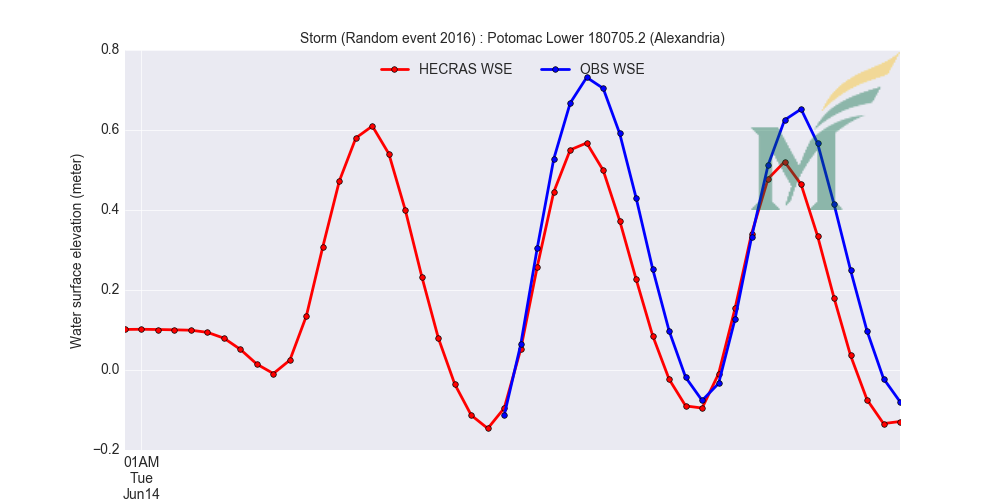 Storm (Random event 2016) : Potomac Lower 180705.2 (Alexandria)
HECRAS WSE OBS WSE
Water surface elevation (meter)
0.8
0.6
0.4
0.2
0.0
−0.2
01AM
Tue
Jun14
M